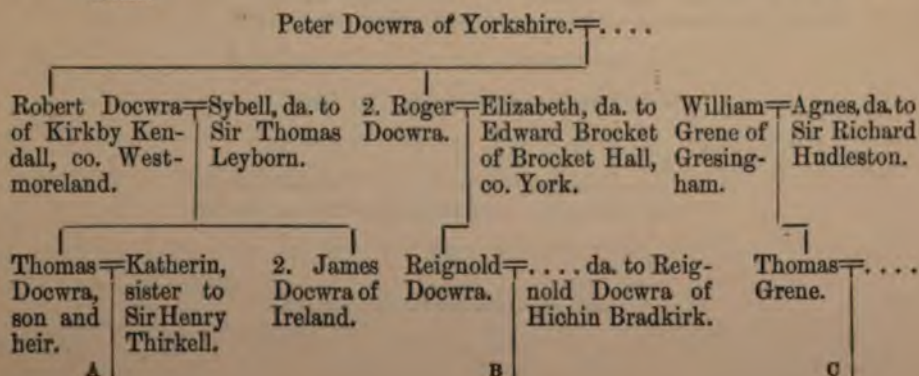 Peter Docwra of Yorkshire.=....
Robert Docwra=Sybell, da. to
of Kirkby Ken- Sir Thomas
dall, co. West- Leyborn.
moreland.
2. Roger=Elizabeth, da. to
Docwra. Edward Brocket
of Brocket Hall,
co. York.
William=Agnes, da. to
Grene of Sir Richard
Gresing- Hudleston.
ham.
Thomas=Katherin,
Docwra, sister to
son and Sir Henry
heir. Thirkell.
A
2. James
Docwra of
Ireland.
Reignold=.... da. to Reig-
Docwra. nold Docwra of
Hichin Bradkirk.
B
Thomas=....
Grene.
C